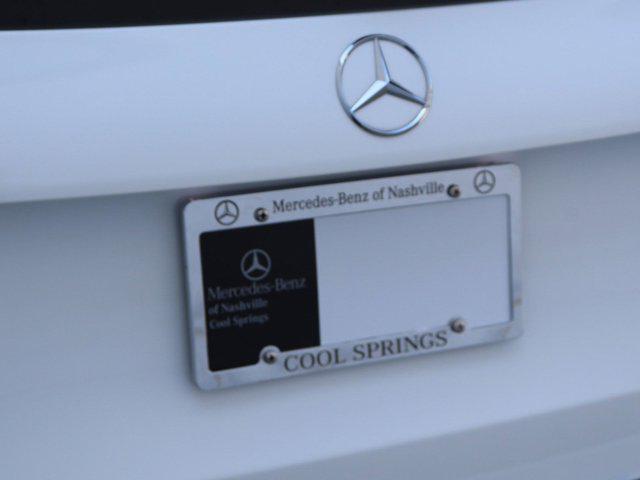 Mercedes-Benz of Nashville
Mercedes-Benz
of Nashville
Cool Springs
COOL SPRINGS